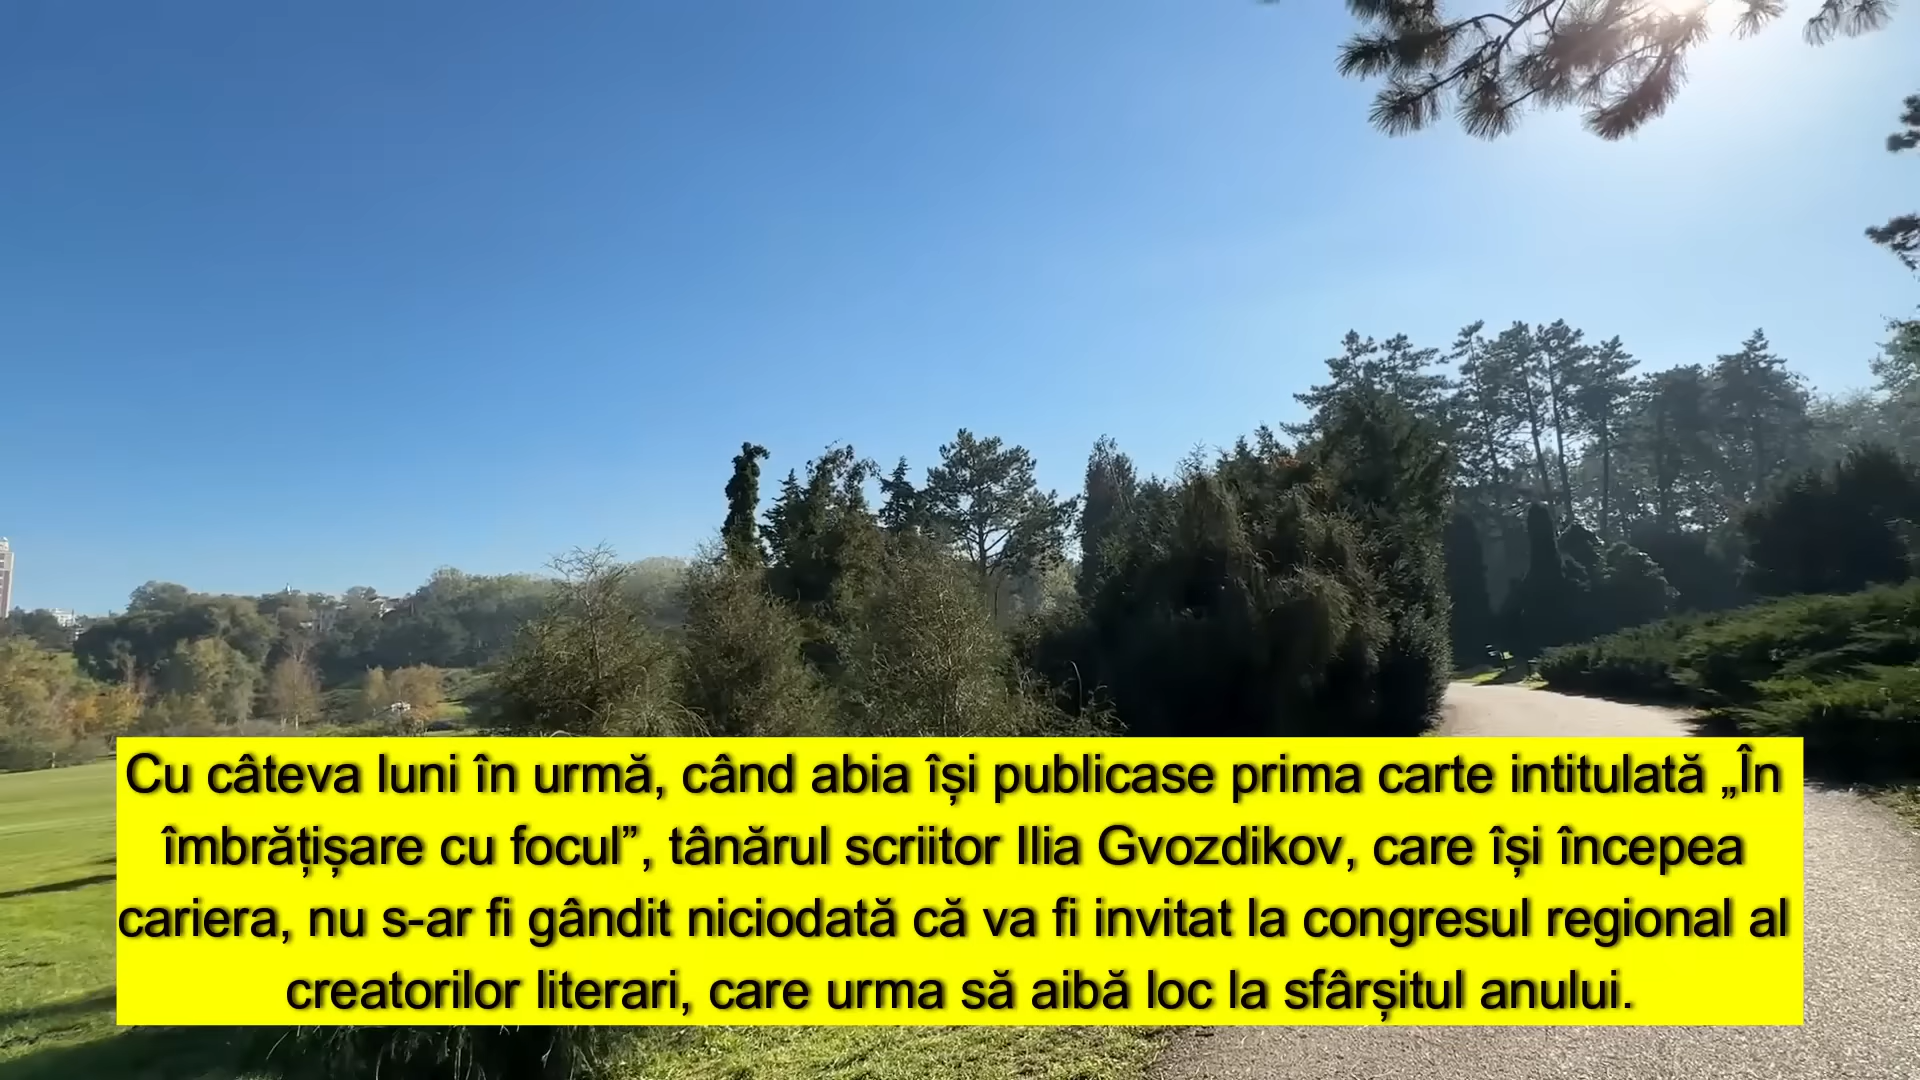 Cu câteva luni în urmă, când abia își publicase prima carte intitulată „În
îmbrățișare cu focul”, tânărul scriitor Ilia Gvozdikov, care își începea
cariera, nu s-ar fi gândit niciodată că va fi invitat la congresul regional al
creatorilor literari, care urma să aibă loc la sfârșitul anului.